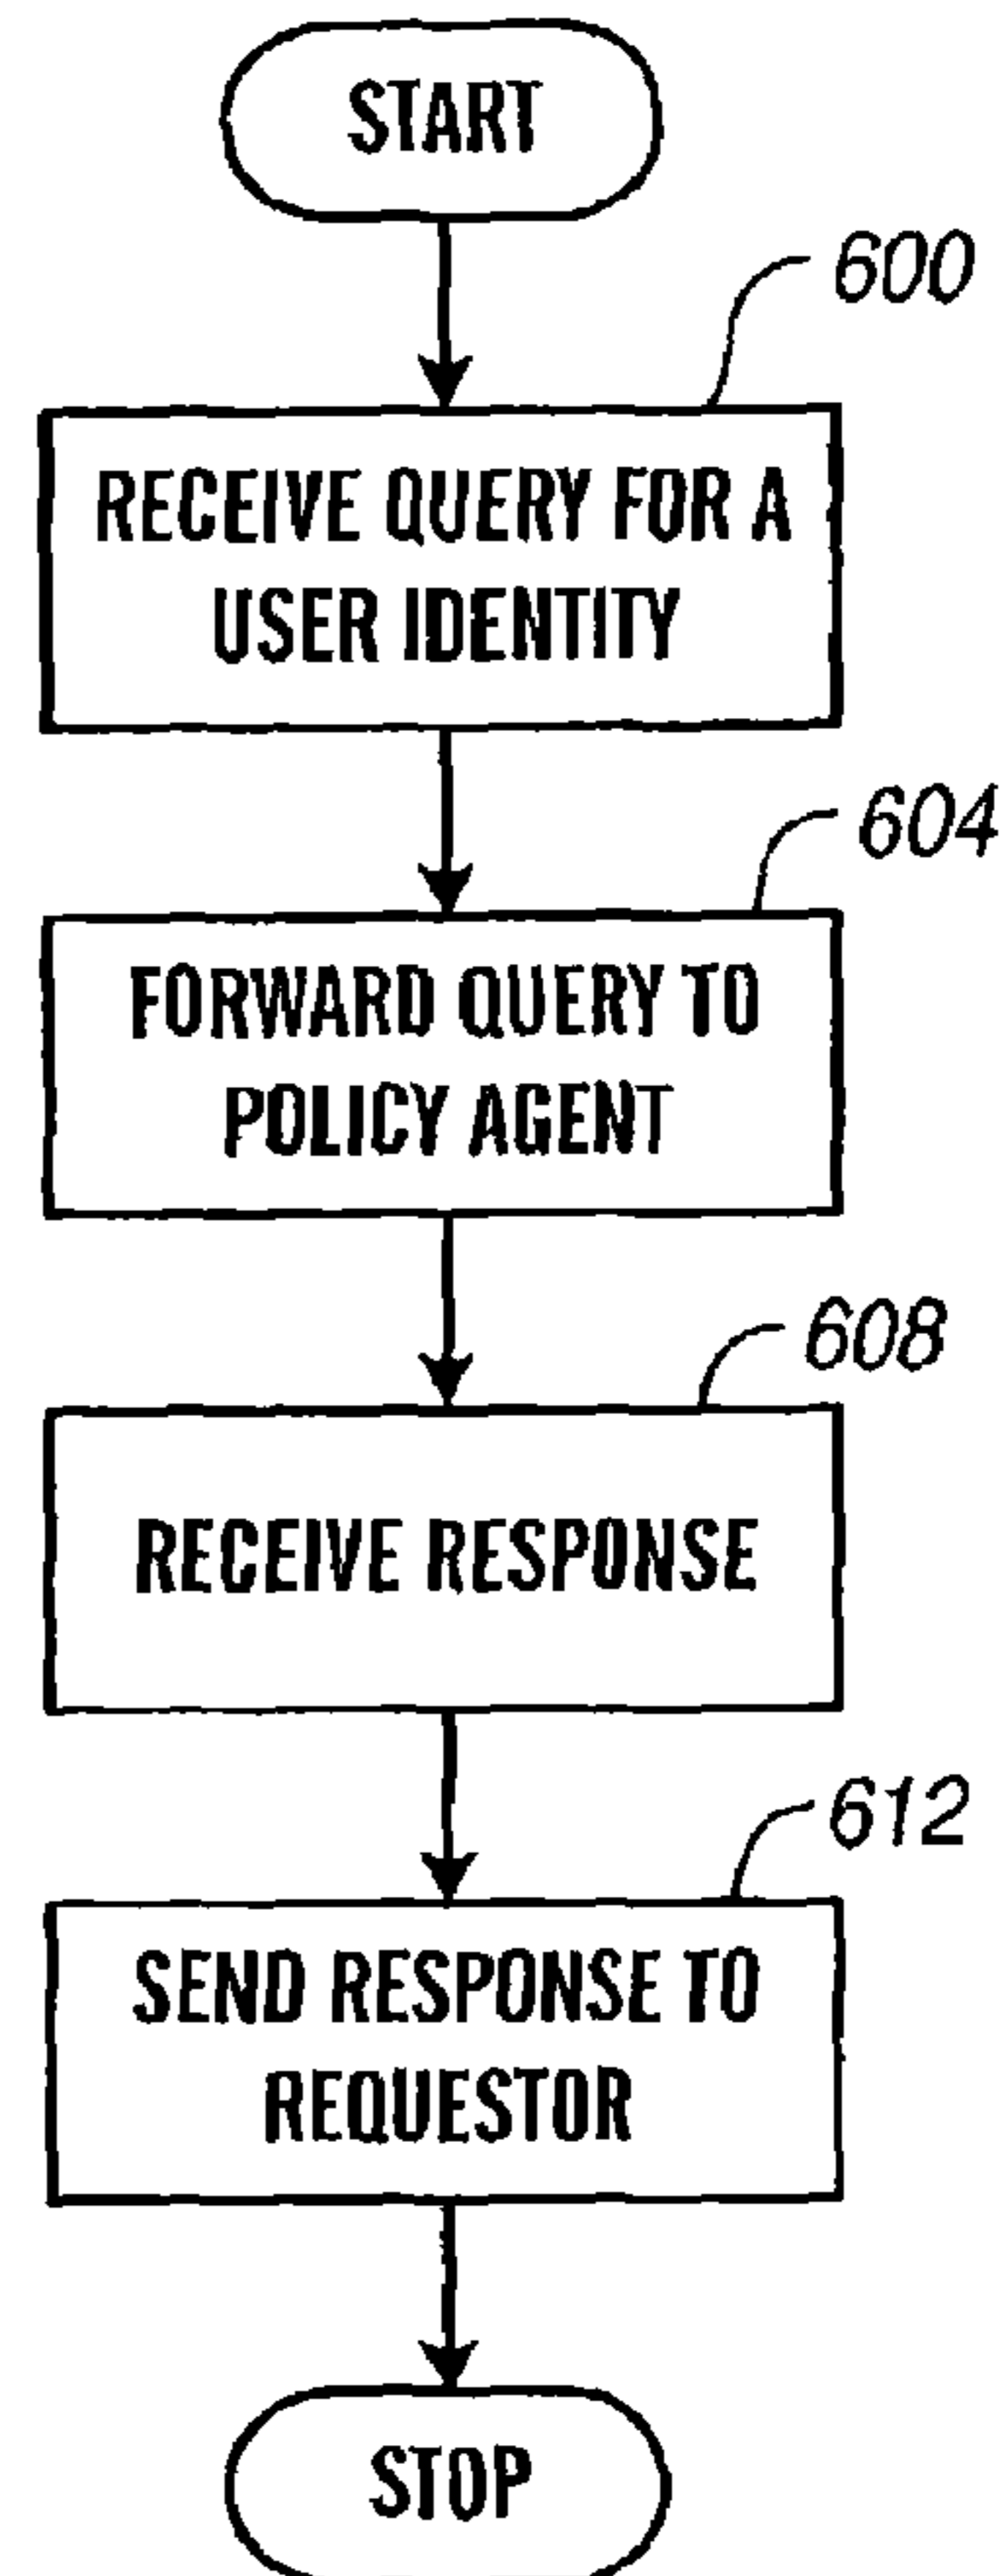 START
600
RECEIVE QUERY FOR A
USER IDENTITY
604
FORWARD QUERY TO
POLICY AGENT
608
RECEIVE RESPONSE
612
SEND RESPONSE TO
REQUESTOR
STOP